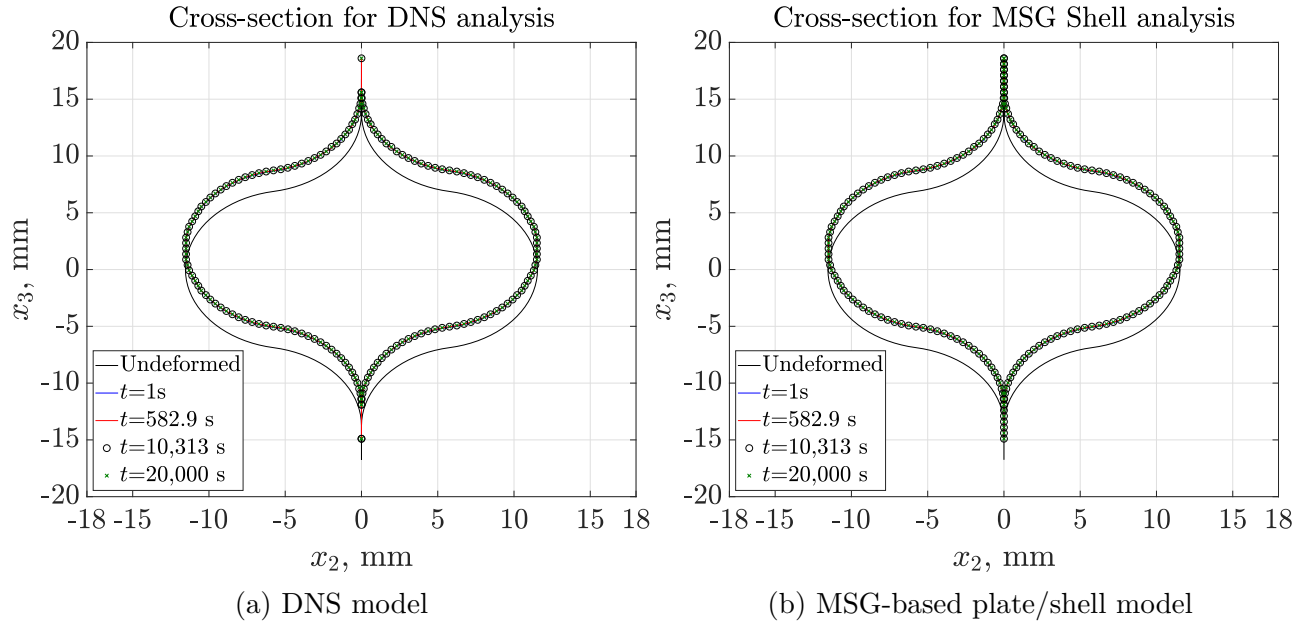 Cross-section for DNS analysis
20
15
10
5
0
-5
-10
-15
-20
x3, mm
Undeformed
t=1s
t=582.9 s
t=10,313 s
t=20,000 s
-18 -15 -10 -5 0 5 10 15 18
x2, mm
(a) DNS model
Cross-section for MSG Shell analysis
20
15
10
5
0
-5
-10
-15
-20
x3, mm
Undeformed
t=1s
t=582.9 s
t=10,313 s
t=20,000 s
-18 -15 -10 -5 0 5 10 15 18
x2, mm
(b) MSG-based plate/shell model